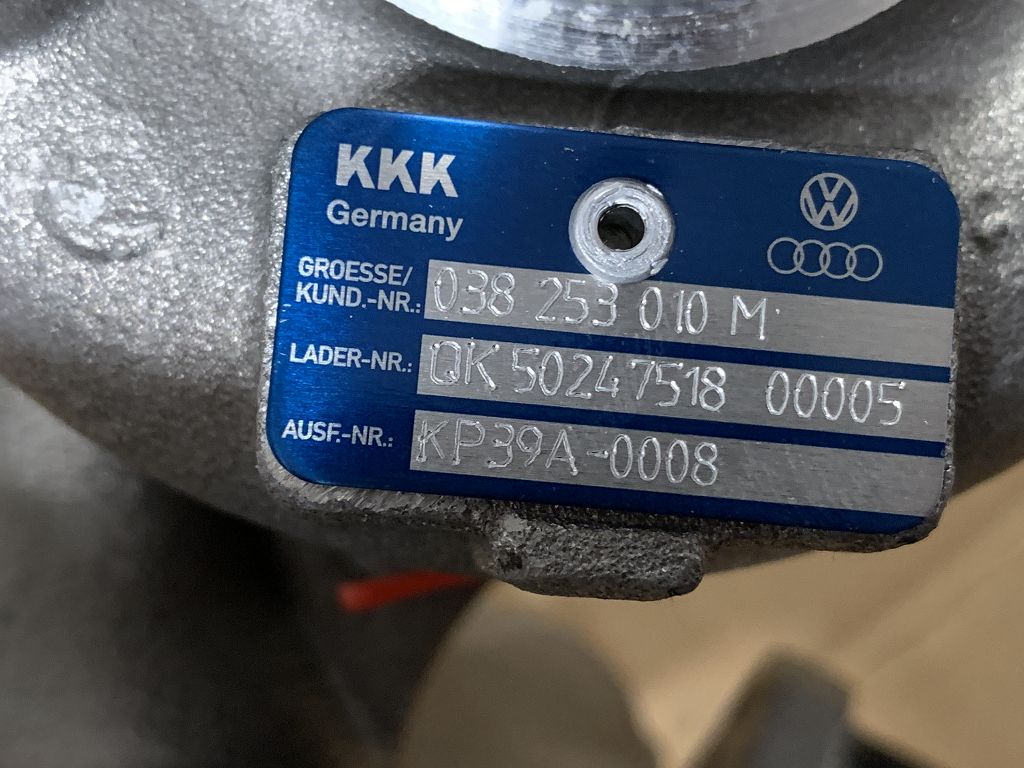 KKK
Germany
GROESSE/
KUND.-NR.: 038 253 010 M
LADER-NR.: QK 50247518 00005
AUSF.-NR.: KP39A-0008